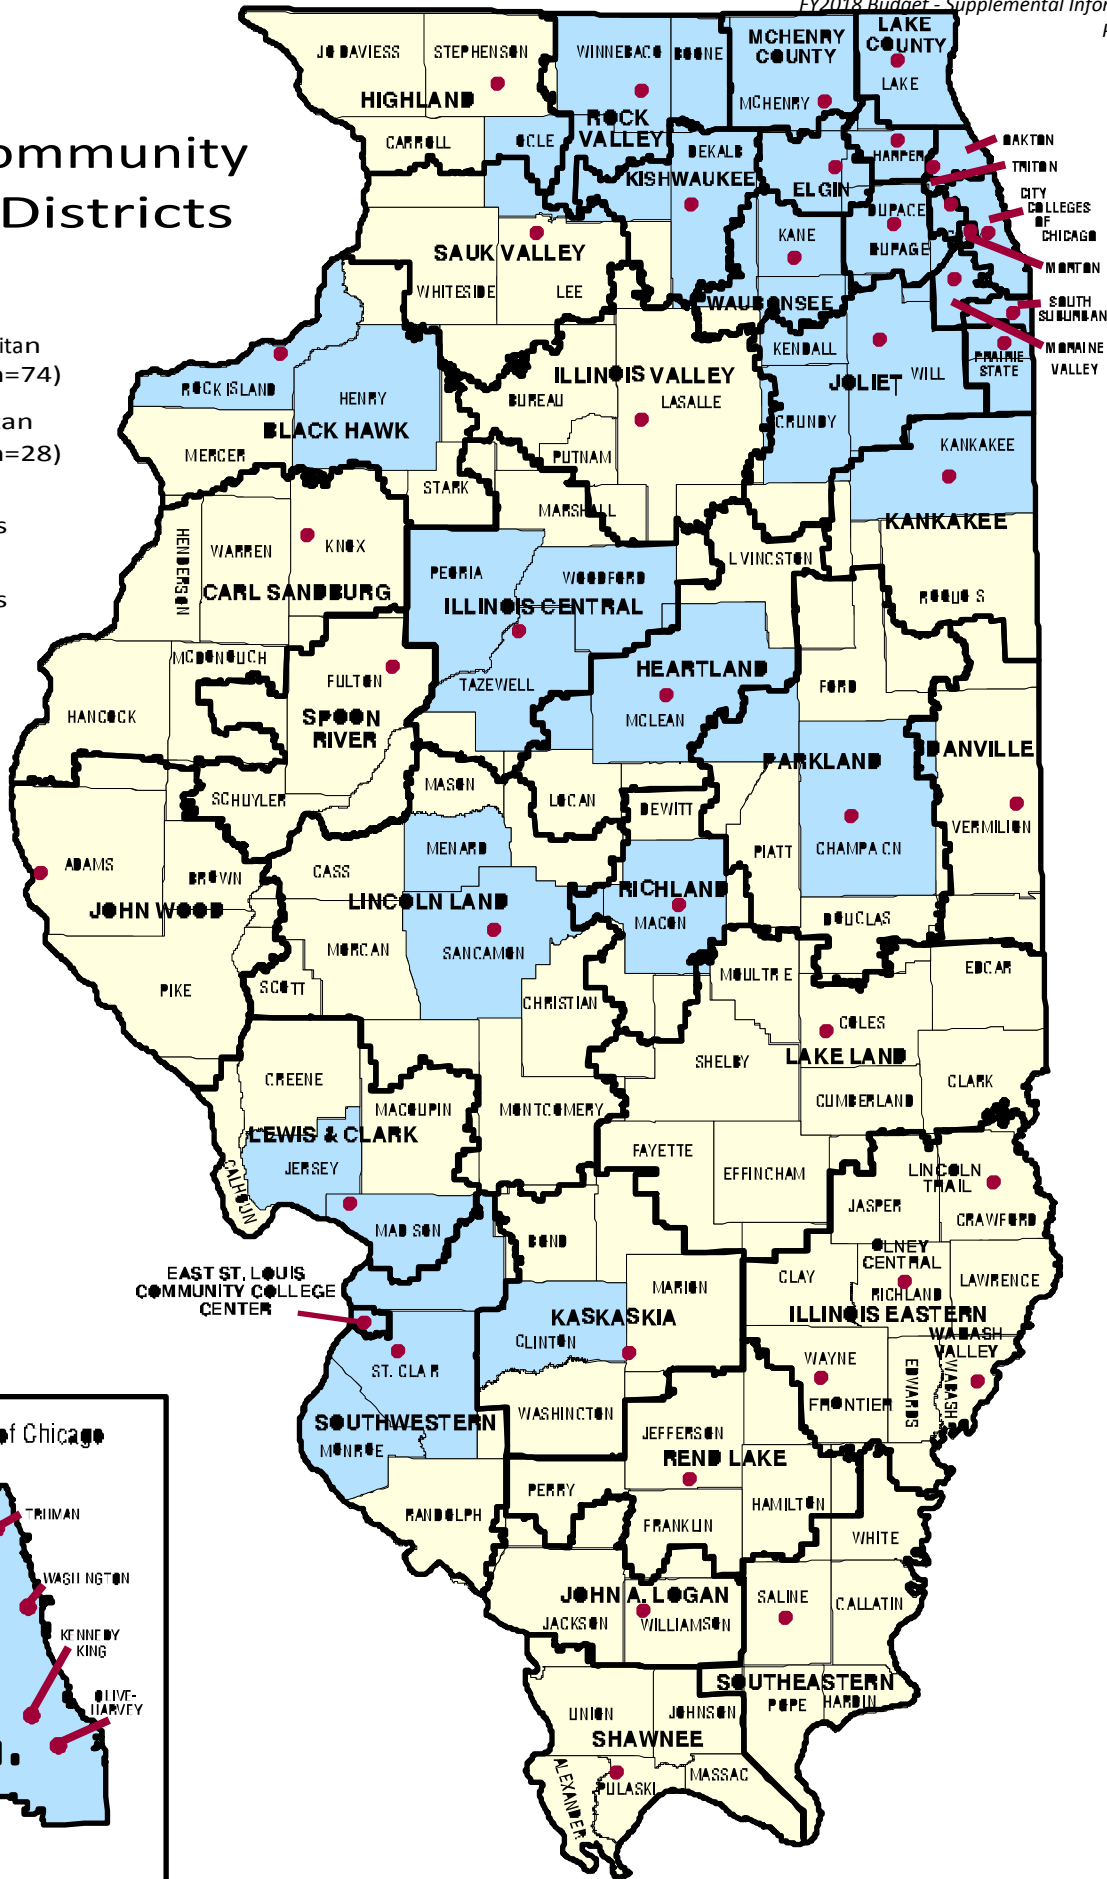 FY2018 Budget - Supplemental Infor
ommunity
Districts
itan
n=74)
tan
n=28)
s
s
JO DAVIESS
STEPHENSON
HIGHLAND
CARROLL
OGLE
WINNEBAGO
BOONE
ROCK
VALLEY
MCHENRY
COUNTY
MCHENRY
LAKE
COUNTY
LAKE
DEKALB
KISHWAUKEE
ELGIN
HARPER
OAKTON
TRITON
CITY
COLLEGES
OF
CHICAGO
MORTON
SOUTH
SUBURBAN
MORAINE
VALLEY
PRAIRIE
STATE
DUPAGE
DUPAGE
KANE
WAUBONSEE
SAUK VALLEY
WHITESIDE
LEE
KENDALL
JOLIET
WILL
GRUNDY
ILLINOIS VALLEY
BUREAU
LASALLE
PUTNAM
ROCK ISLAND
HENRY
BLACK HAWK
MERCER
STARK
MARSHALL
KANKAKEE
KANKAKEE
LIVINGSTON
IROQUOIS
HENDERSON
WARREN
KNOX
CARL SANDBURG
PEORIA
WOODFORD
ILLINOIS CENTRAL
TAZEWELL
HEARTLAND
MCLEAN
FORD
MCDONOUGH
HANCOCK
FULTON
SPOON
RIVER
SCHUYLER
MASON
LOGAN
DEWITT
PARKLAND
DANVILLE
VERMILION
CHAMPAIGN
PIATT
ADAMS
BROWN
JOHN WOOD
PIKE
CASS
MENARD
LINCOLN LAND
MORGAN
SANGAMON
SCOTT
RICHLAND
MACON
DOUGLAS
MOULTRIE
EDGAR
CHRISTIAN
COLES
LAKE LAND
SHELBY
CUMBERLAND
CLARK
GREENE
MACOUPIN
MONTGOMERY
LEWIS & CLARK
JERSEY
CALHOUN
MADISON
FAYETTE
EFFINGHAM
JASPER
LINCOLN
TRAIL
CRAWFORD
BOND
EAST ST. LOUIS
COMMUNITY COLLEGE
CENTER
MARION
KASKASKIA
CLINTON
CLAY
OLNEY
CENTRAL
RICHLAND
LAWRENCE
ILLINOIS EASTERN
WABASH
VALLEY
ST. CLAIR
SOUTHWESTERN
MONROE
WASHINGTON
WAYNE
FRONTIER
EDWARDS
WABASH
JEFFERSON
REND LAKE
RANDOLPH
PERRY
HAMILTON
FRANKLIN
WHITE
JOHN A. LOGAN
JACKSON
WILLIAMSON
SALINE
GALLATIN
SOUTHEASTERN
POPE
HARDIN
UNION
JOHNSON
SHAWNEE
ALEXANDER
PULASKI
MASSAC
of Chicago
TRUMAN
WASHINGTON
KENNEDY
KING
OLIVE-
HARVEY